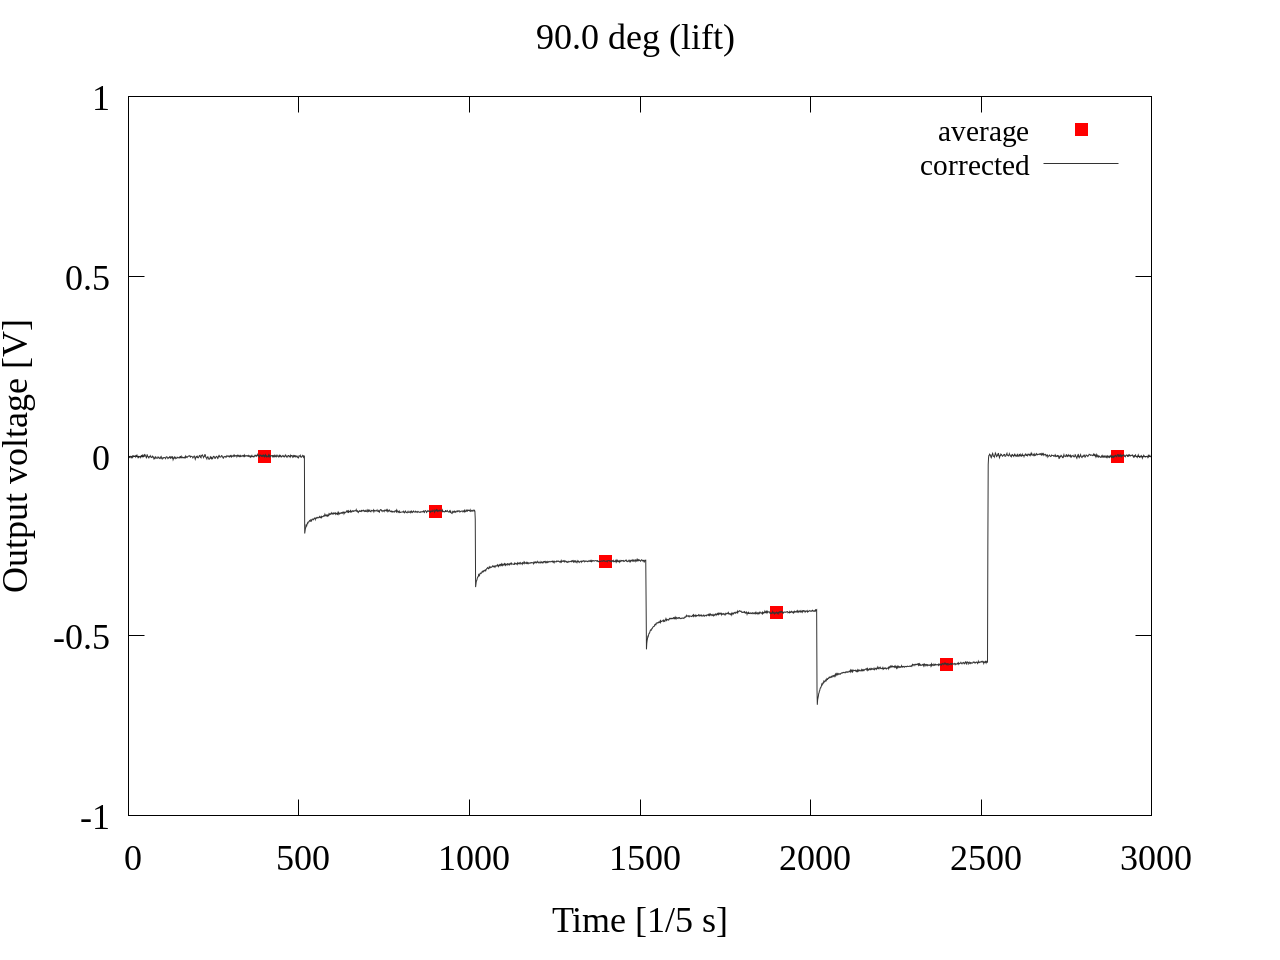 90.0 deg (lift)
average
corrected
1
0.5
0
-0.5
-1
Output voltage [V]
0 500 1000 1500 2000 2500 3000
Time [1/5 s]